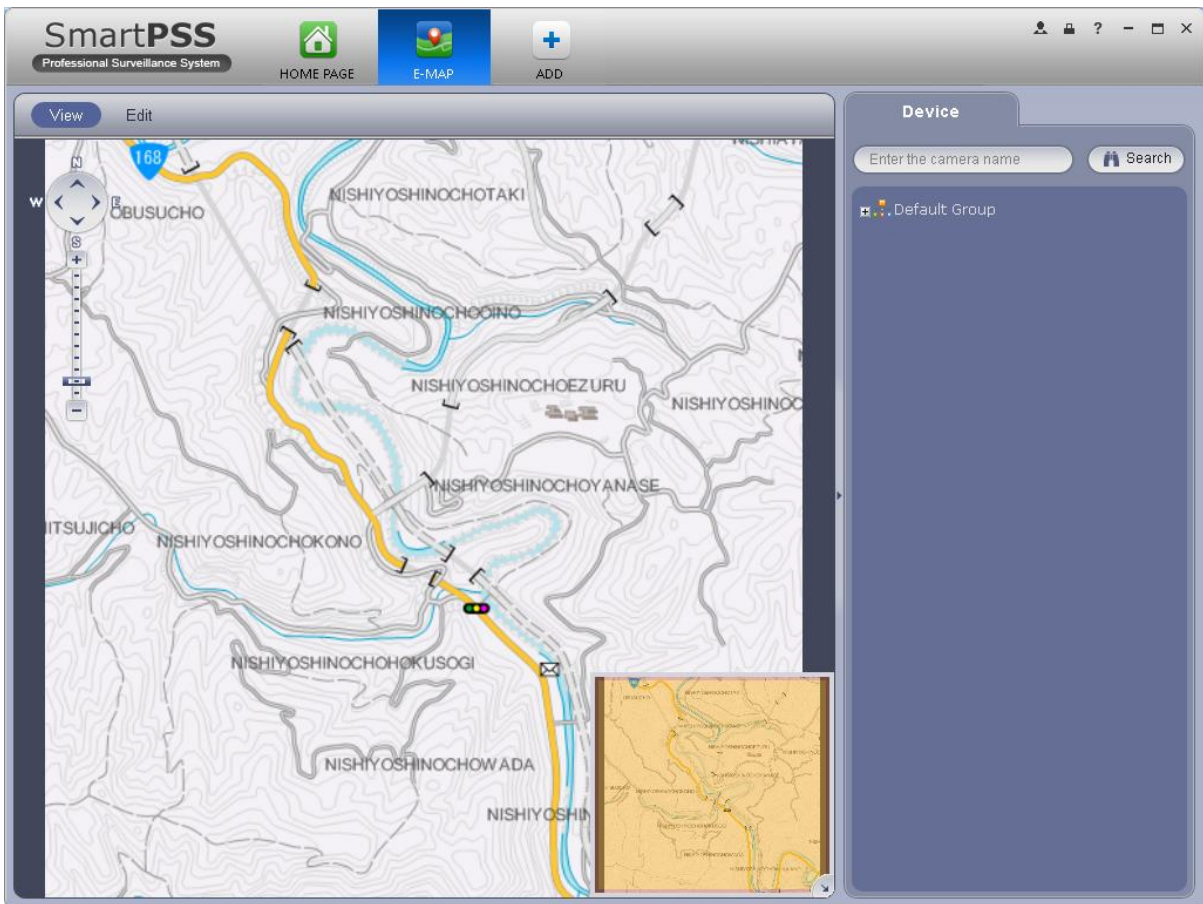 SmartPSS
Professional Surveillance System
HOME PAGE
E-MAP
ADD
?
View
Edit
Device
Enter the camera name
Search
Default Group
168
N
W
E
S
OBUSUCHO
NISHIYOSHINOCHOTAKI
NISHIYOSHINOCHOOINO
NISHIYOSHINOCHOEZURU
NISHIYOSHINOC
NISHIYOSHINOCHOYANASE
ITSUJICHO
NISHIYOSHINOCHOKONO
NISHIYOSHINOCHOHOKUSOGI
NISHIYOSHINOCHOWADA
NISHIYOSHIN